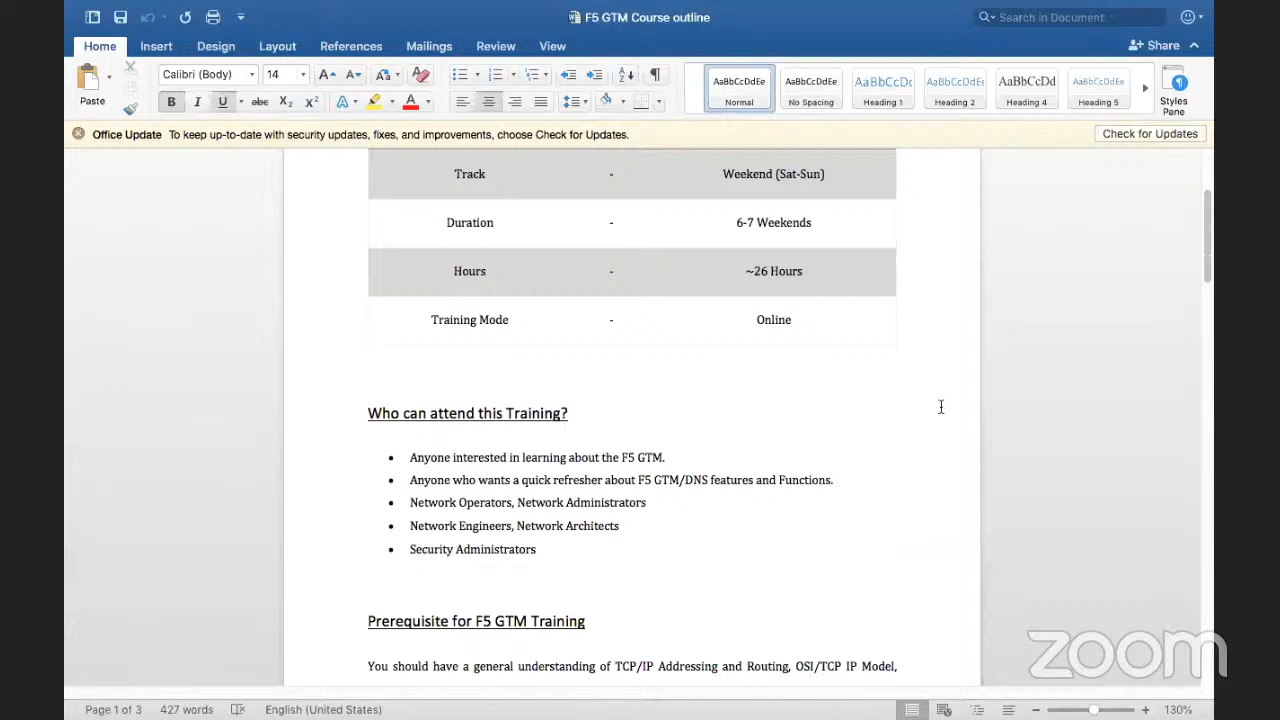 F5 GTM Course outline
Search in Document
Home Insert Design Layout References Mailings Review View
Share
Calibri (Body) 14
Paste
AaBbCcDdEe AaBbCcDdEe AaBbCcDc AaBbCcDdEe AaBbCcDd AaBbCcDdEe
Normal No Spacing Heading 1 Heading 2 Heading 4 Heading 5
Styles
Pane
Office Update To keep up-to-date with security updates, fixes, and improvements, choose Check for Updates.
Check for Updates
Track - Weekend (Sat-Sun)
Duration - 6-7 Weekends
Hours - ~26 Hours
Training Mode - Online
Who can attend this Training?
• Anyone interested in learning about the F5 GTM.
• Anyone who wants a quick refresher about F5 GTM/DNS features and Functions.
• Network Operators, Network Administrators
• Network Engineers, Network Architects
• Security Administrators
Prerequisite for F5 GTM Training
You should have a general understanding of TCP/IP Addressing and Routing, OSI/TCP IP Model,
zoom
Page 1 of 3 427 words English (United States) 130%